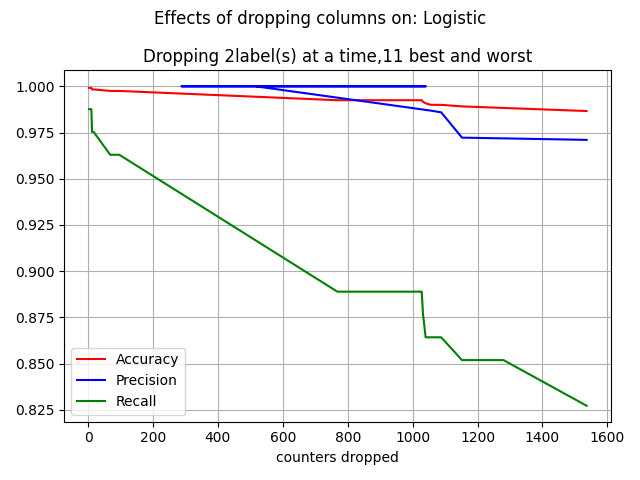 Effects of dropping columns on: Logistic
Dropping 2label(s) at a time,11 best and worst
1.000
0.975
0.950
0.925
0.900
0.875
0.850
0.825
Accuracy
Precision
Recall
0 200 400 600 800 1000 1200 1400 1600
counters dropped